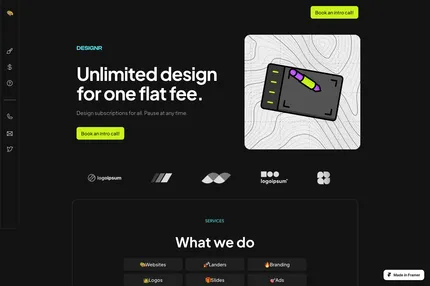 Book an intro call!
DESIGNR
Unlimited design
for one flat fee.
Design subscriptions for all. Pause at any time.
Book an intro call!
logoipsum
logoipsum
SERVICES
What we do
Websites
Landers
Branding
Logos
Slides
Ads
Made in Framer